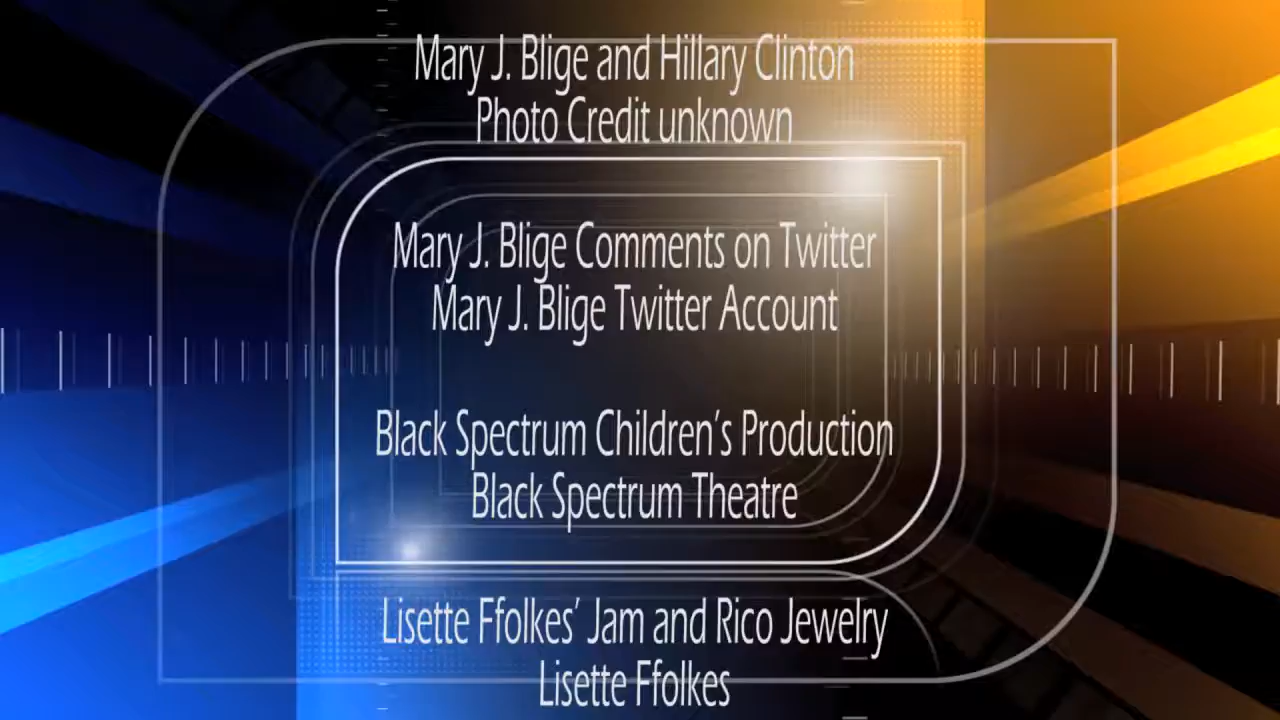 Mary J. Blige and Hillary Clinton
Photo Credit unknown
Mary J. Blige Comments on Twitter
Mary J. Blige Twitter Account
Black Spectrum Children's Production
Black Spectrum Theatre
Lisette Ffolkes' Jam and Rico Jewelry
Lisette Ffolkes